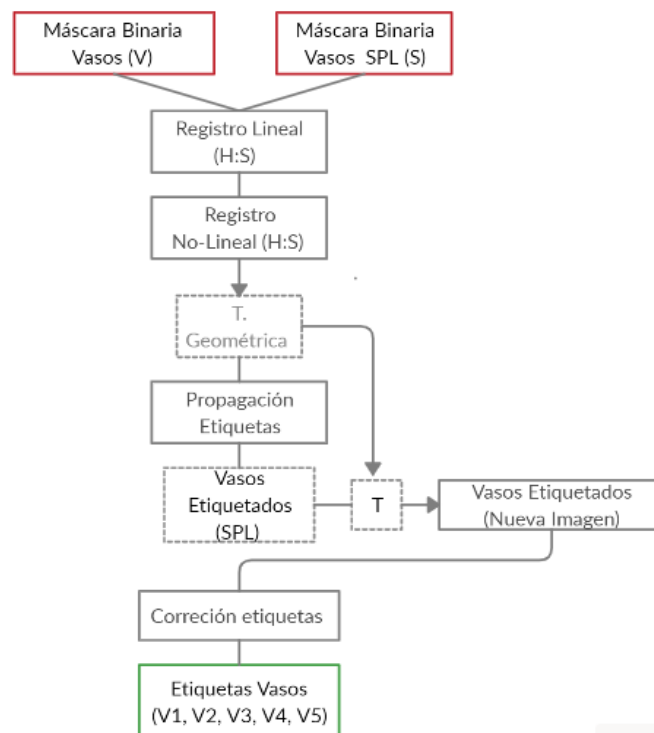 Máscara Binaria
Vasos (V)
Máscara Binaria
Vasos SPL (S)
Registro Lineal
(H:S)
Registro
No-Lineal (H:S)
T.
Geométrica
Propagación
Etiquetas
Vasos
Etiquetados
(SPL)
T
Vasos Etiquetados
(Nueva Imagen)
Correción etiquetas
Etiquetas Vasos
(V1, V2, V3, V4, V5)